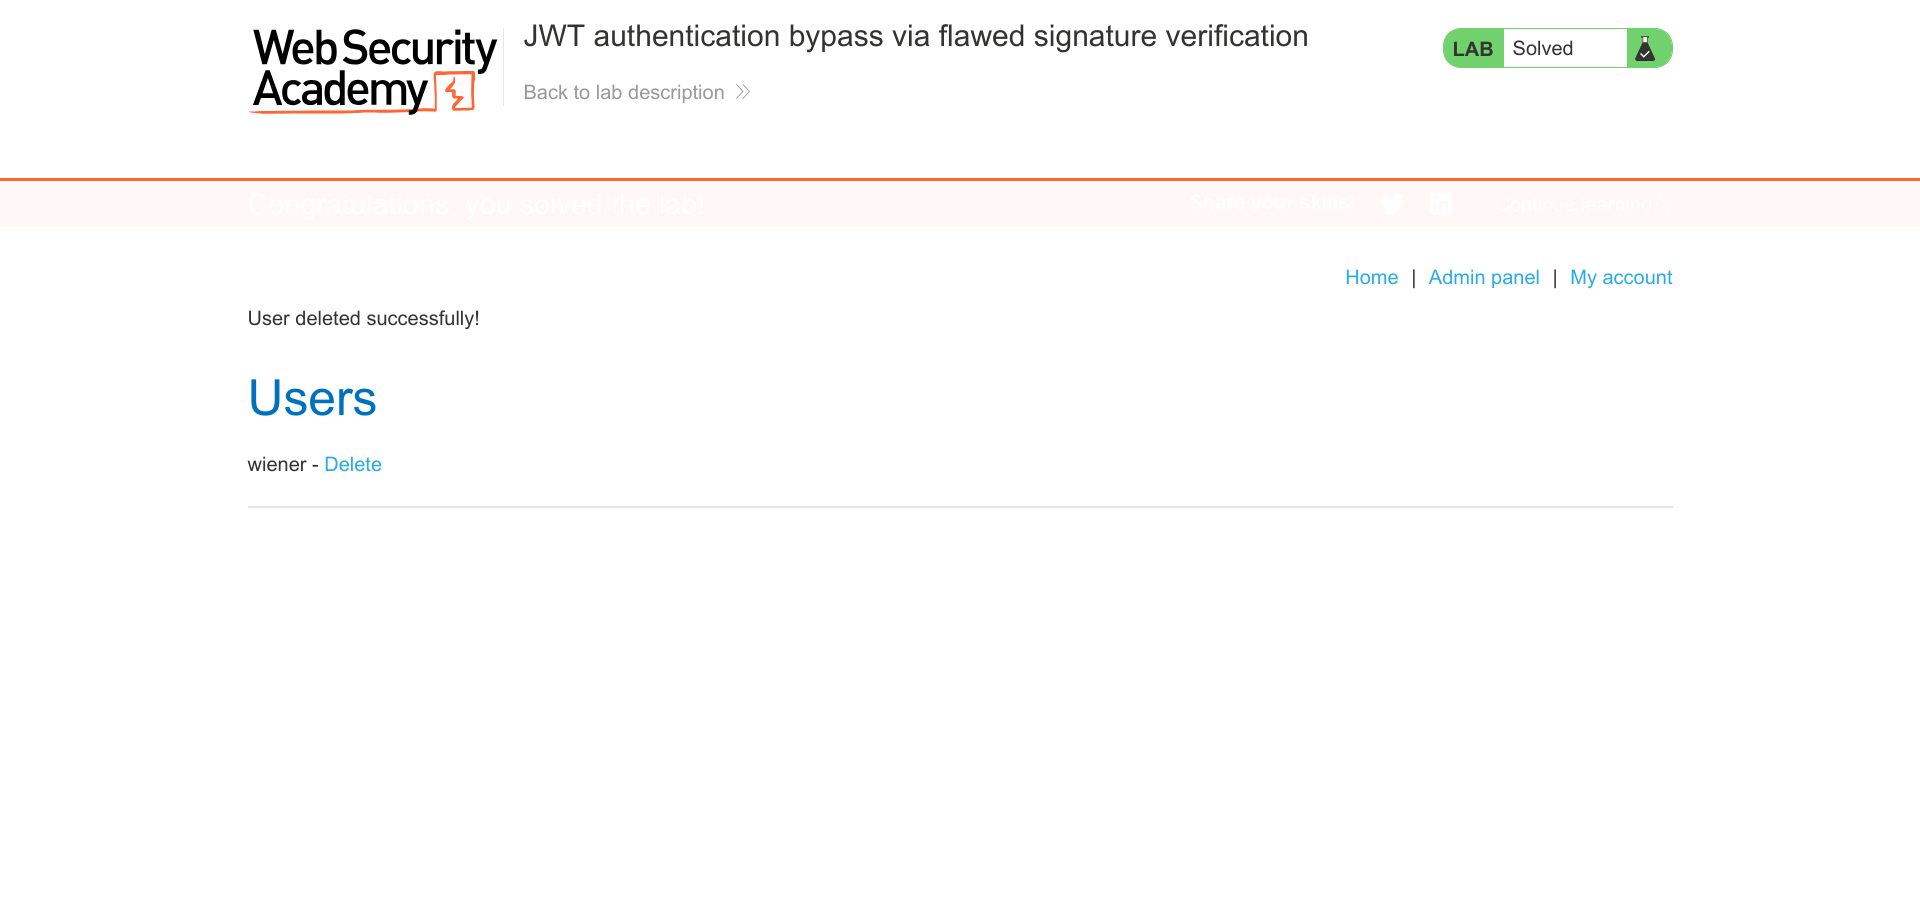 Web Security
Academy
JWT authentication bypass via flawed signature verification
Back to lab description
LAB Solved
Congratulations, you solved the lab!
Share your skills!
Continue learning
Home | Admin panel | My account
User deleted successfully!
Users
wiener - Delete